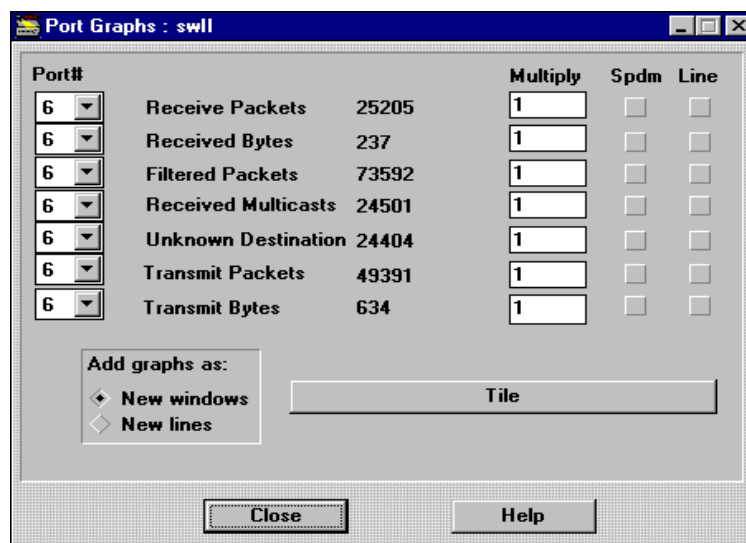 Port Graphs : swll
Port# Multiply Spdm Line
6 Receive Packets 25205 1
6 Received Bytes 237 1
6 Filtered Packets 73592 1
6 Received Multicasts 24501 1
6 Unknown Destination 24404 1
6 Transmit Packets 49391 1
6 Transmit Bytes 634 1
Add graphs as:
New windows
New lines
Tile
Close Help